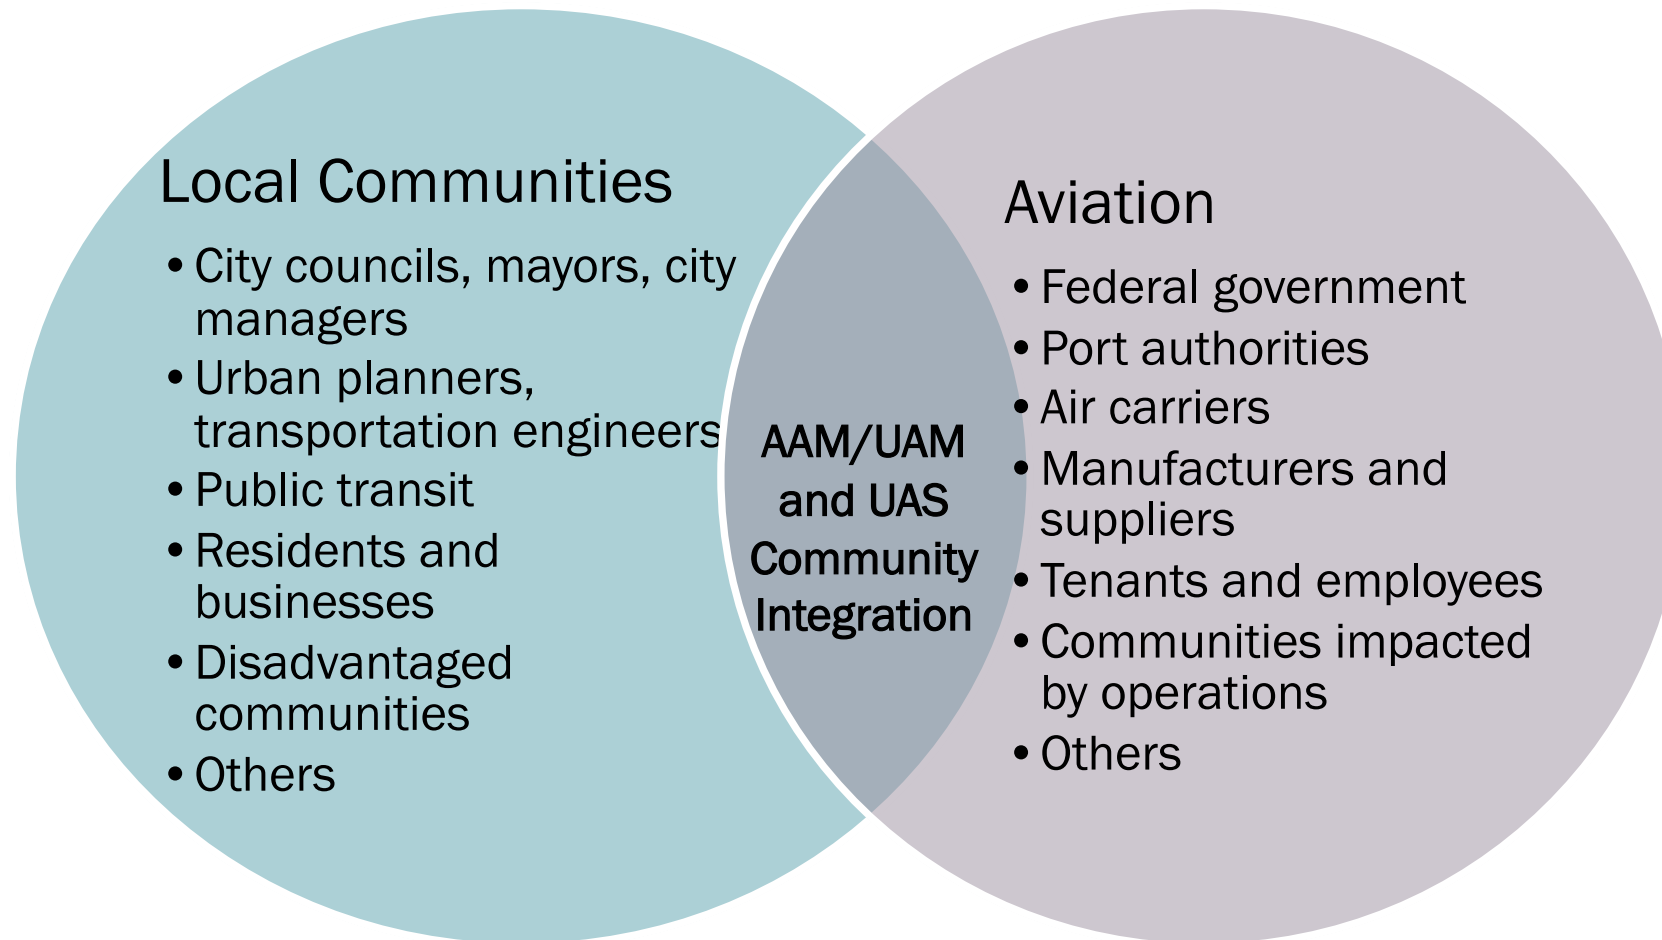 Local Communities
• City councils, mayors, city
managers
• Urban planners,
transportation engineers
• Public transit
• Residents and
businesses
• Disadvantaged
communities
• Others
AAM/UAM
and UAS
Community
Integration
Aviation
• Federal government
• Port authorities
• Air carriers
• Manufacturers and
suppliers
• Tenants and employees
• Communities impacted
by operations
• Others